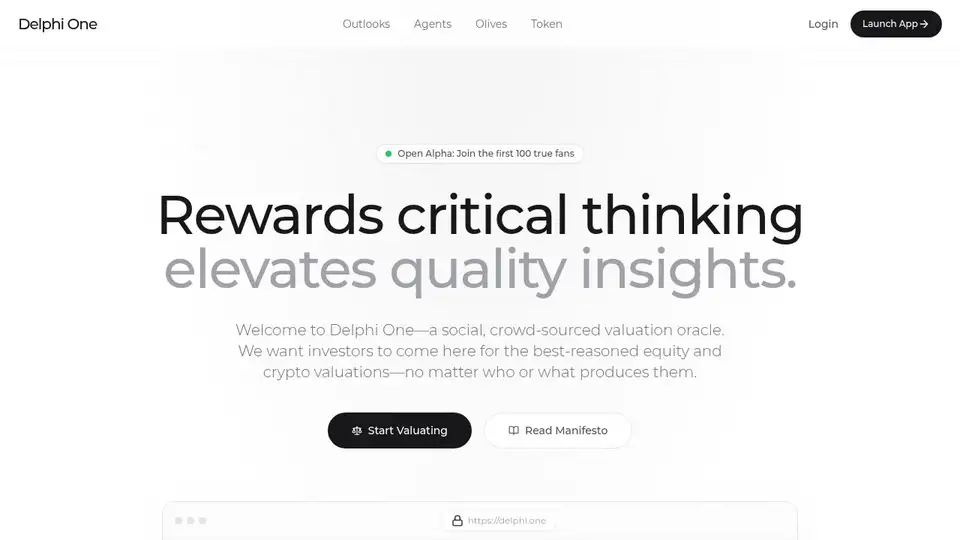 Delphi One
Outlooks Agents Olives Token
Login Launch App
Open Alpha: Join the first 100 true fans
Rewards critical thinking
elevates quality insights.
Welcome to Delphi One—a social, crowd-sourced valuation oracle.
We want investors to come here for the best-reasoned equity and
crypto valuations—no matter who or what produces them.
Start Valuating
Read Manifesto
https://delphi.one